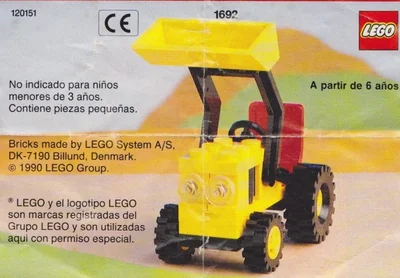 120151
CE
1692
LEGO
No indicado para niños
menores de 3 años.
Contiene piezas pequeñas.
A partir de 6 años
Bricks made by LEGO System A/S,
DK-7190 Billund, Denmark.
© 1990 LEGO Group.
® LEGO y el logotipo LEGO
son marcas registradas del
Grupo LEGO y son utilizadas
aqui con permiso especial.